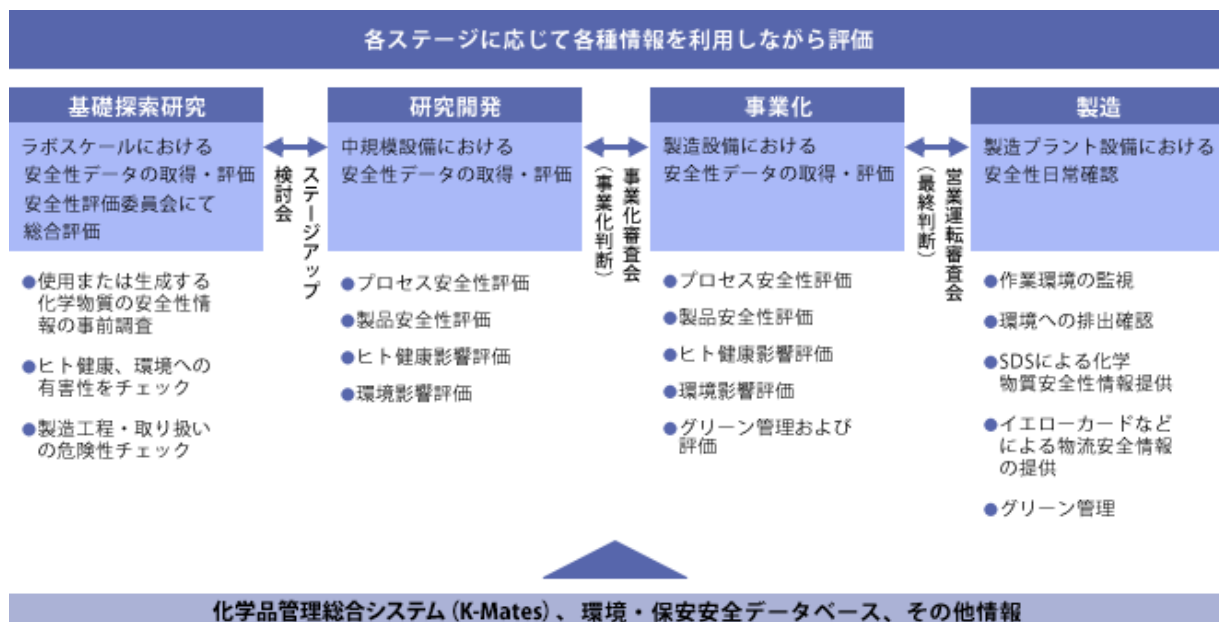 各ステージに応じて各種情報を利用しながら評価
基礎探索研究
ラボスケールにおける
安全性データの取得・評価
安全性評価委員会にて
総合評価
●使用または生成する
化学物質の安全性情
報の事前調査
●ヒト健康、環境への
有害性をチェック
●製造工程・取り扱い
の危険性チェック
ステージアップ
検討会
研究開発
中規模設備における
安全性データの取得・評価
●プロセス安全性評価
●製品安全性評価
●ヒト健康影響評価
●環境影響評価
事業化審査会
（事業化判断）
事業化
製造設備における
安全性データの取得・評価
●プロセス安全性評価
●製品安全性評価
●ヒト健康影響評価
●環境影響評価
●グリーン管理および
評価
営業運転審査会
（最終判断）
製造
製造プラント設備における
安全性日常確認
●作業環境の監視
●環境への排出確認
●SDSによる化学
物質安全性情報提供
●イエローカードなど
による物流安全情報
の提供
●グリーン管理
化学品管理総合システム（K-Mates）、環境・保安安全データベース、その他情報